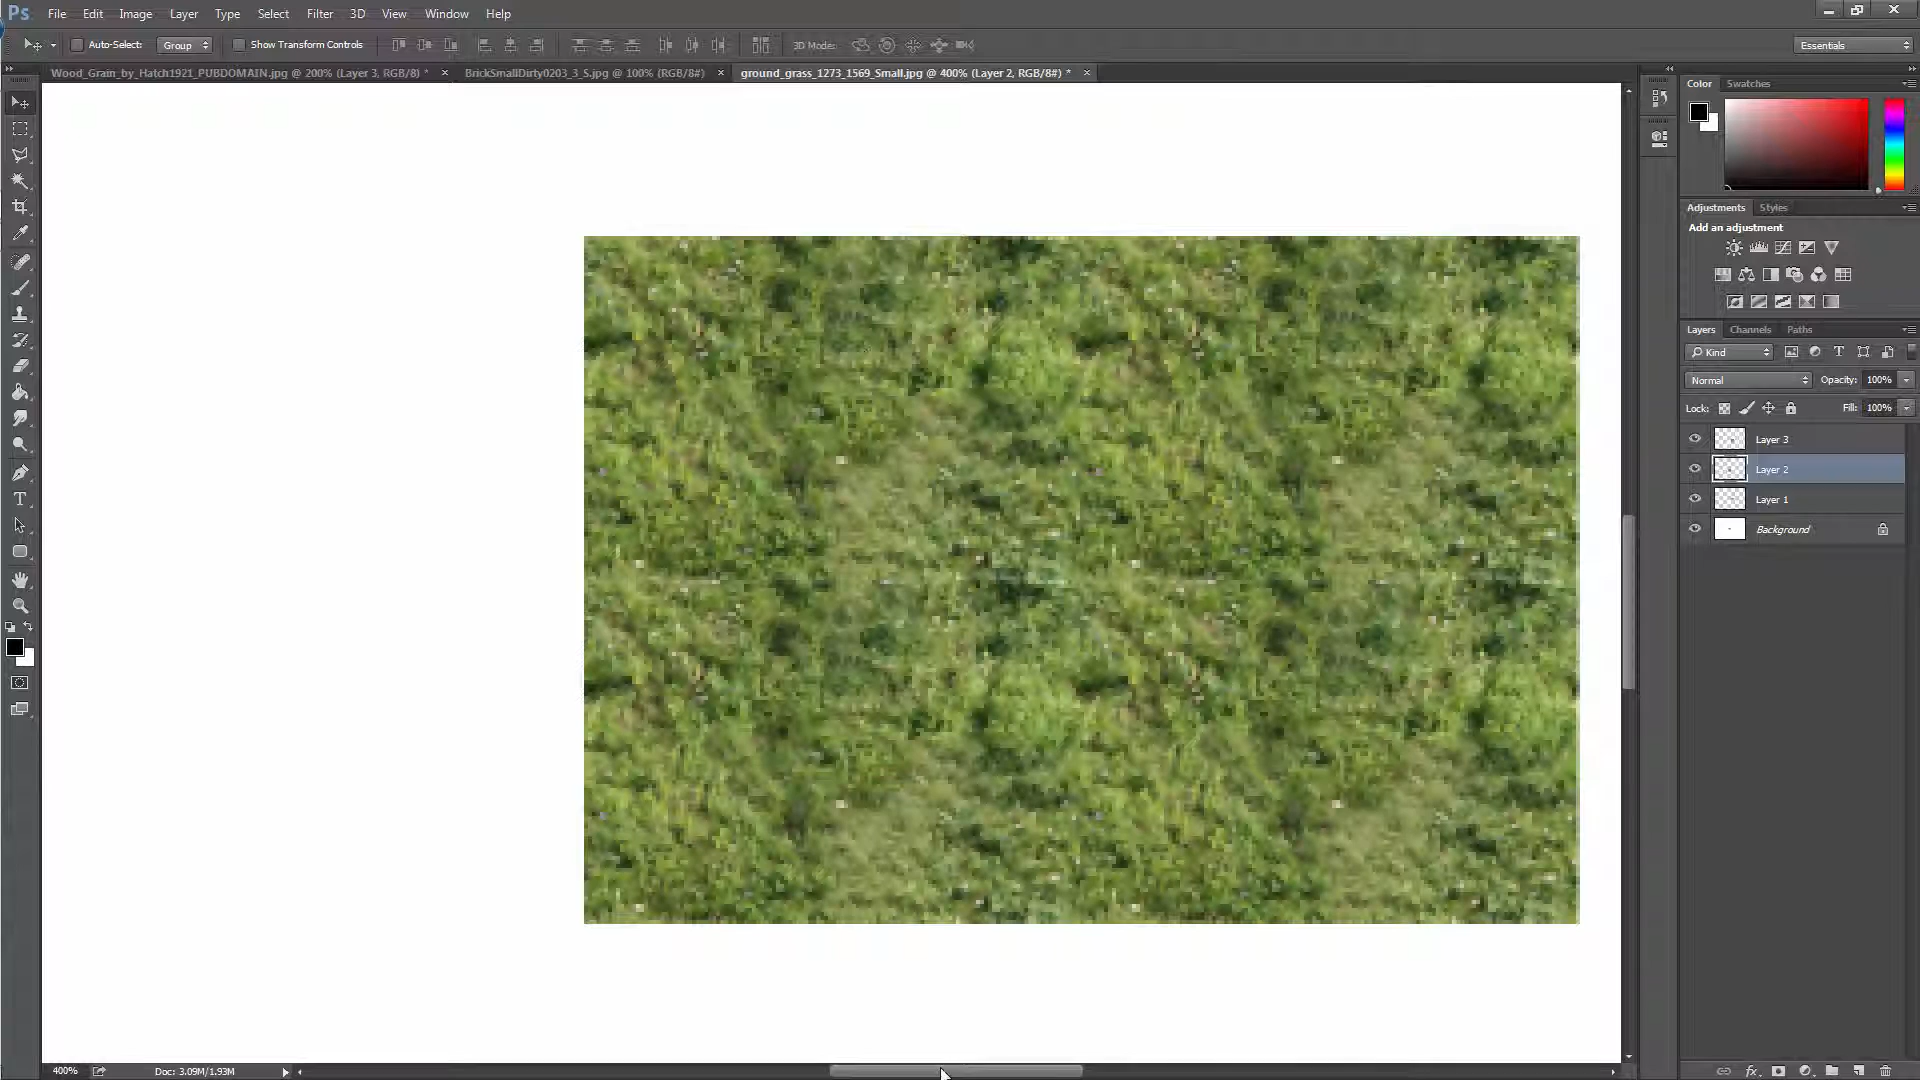 Ps File Edit Image Layer Type Select Filter 3D View Window Help
Auto-Select: Group Show Transform Controls 3D Mode: Essentials
Wood_Grain_by_Hatch1921_PUBDOMAIN.jpg @ 200% (Layer 3, RGB/8) * × BrickSmallDirty0203_3_S.jpg @ 100% (RGB/8#) × ground_grass_1273_1569_Small.jpg @ 400% (Layer 2, RGB/8#) * ×
Color Swatches
Adjustments Styles
Add an adjustment
Layers Channels Paths
Kind
Normal Opacity: 100%
Lock: Fill: 100%
Layer 3
Layer 2
Layer 1
Background
400% Doc: 3.09M/1.93M